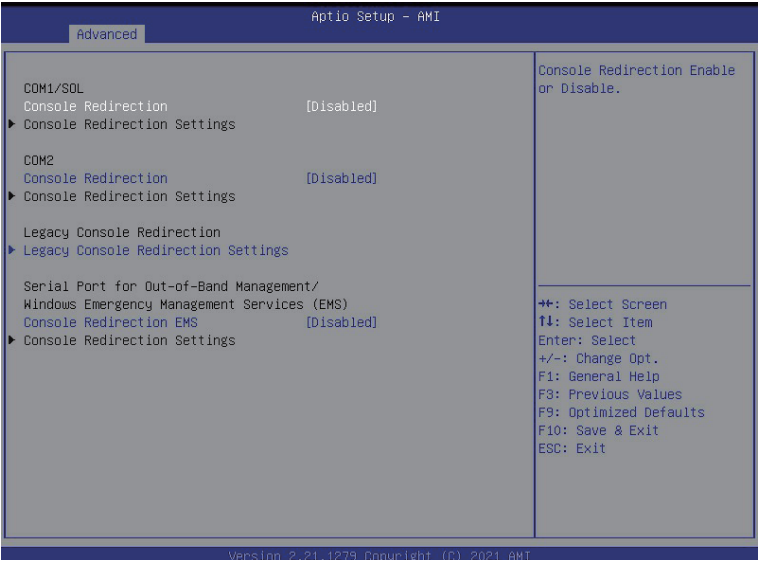 Aptio Setup – AMI
Advanced
COM1/SOL
Console Redirection [Disabled]
▶ Console Redirection Settings
COM2
Console Redirection [Disabled]
▶ Console Redirection Settings
Legacy Console Redirection
▶ Legacy Console Redirection Settings
Serial Port for Out-of-Band Management/
Windows Emergency Management Services (EMS)
Console Redirection EMS [Disabled]
▶ Console Redirection Settings
Console Redirection Enable
or Disable.
→←: Select Screen
↑↓: Select Item
Enter: Select
+/-: Change Opt.
F1: General Help
F3: Previous Values
F9: Optimized Defaults
F10: Save & Exit
ESC: Exit
Version 2.21.1279 Copyright (C) 2021 AMI